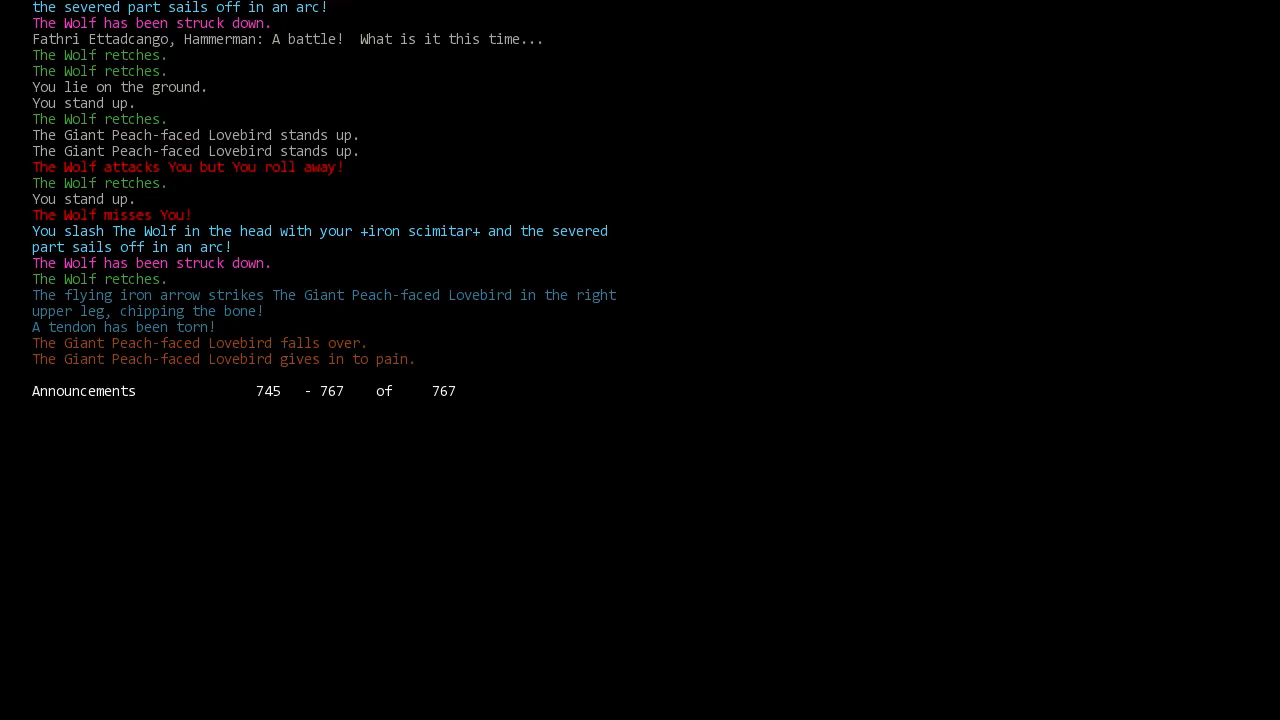 the severed part sails off in an arc!
The Wolf has been struck down.
Fathri Ettadcango, Hammerman: A battle!  What is it this time...
The Wolf retches.
The Wolf retches.
You lie on the ground.
You stand up.
The Wolf retches.
The Giant Peach-faced Lovebird stands up.
The Giant Peach-faced Lovebird stands up.
The Wolf attacks You but You roll away!
The Wolf retches.
You stand up.
The Wolf misses You!
You slash The Wolf in the head with your +iron scimitar+ and the severed
part sails off in an arc!
The Wolf has been struck down.
The Wolf retches.
The flying iron arrow strikes The Giant Peach-faced Lovebird in the right
upper leg, chipping the bone!
A tendon has been torn!
The Giant Peach-faced Lovebird falls over.
The Giant Peach-faced Lovebird gives in to pain.
Announcements 745 - 767 of 767